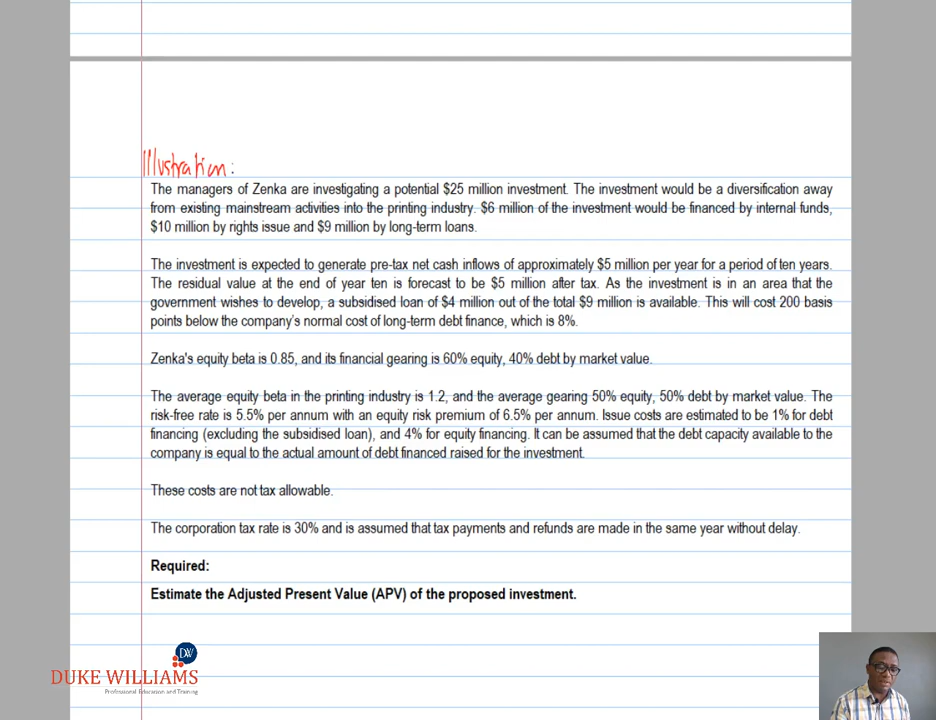 Illustration:
The managers of Zenka are investigating a potential $25 million investment. The investment would be a diversification away
from existing mainstream activities into the printing industry. $6 million of the investment would be financed by internal funds,
$10 million by rights issue and $9 million by long-term loans.
The investment is expected to generate pre-tax net cash inflows of approximately $5 million per year for a period of ten years.
The residual value at the end of year ten is forecast to be $5 million after tax. As the investment is in an area that the
government wishes to develop, a subsidised loan of $4 million out of the total $9 million is available. This will cost 200 basis
points below the company's normal cost of long-term debt finance, which is 8%.
Zenka's equity beta is 0.85, and its financial gearing is 60% equity, 40% debt by market value.
The average equity beta in the printing industry is 1.2, and the average gearing 50% equity, 50% debt by market value. The
risk-free rate is 5.5% per annum with an equity risk premium of 6.5% per annum. Issue costs are estimated to be 1% for debt
financing (excluding the subsidised loan), and 4% for equity financing. It can be assumed that the debt capacity available to the
company is equal to the actual amount of debt financed raised for the investment.
These costs are not tax allowable.
The corporation tax rate is 30% and is assumed that tax payments and refunds are made in the same year without delay.
Required:
Estimate the Adjusted Present Value (APV) of the proposed investment.
DW
DUKE WILLIAMS
Professional Education and Training